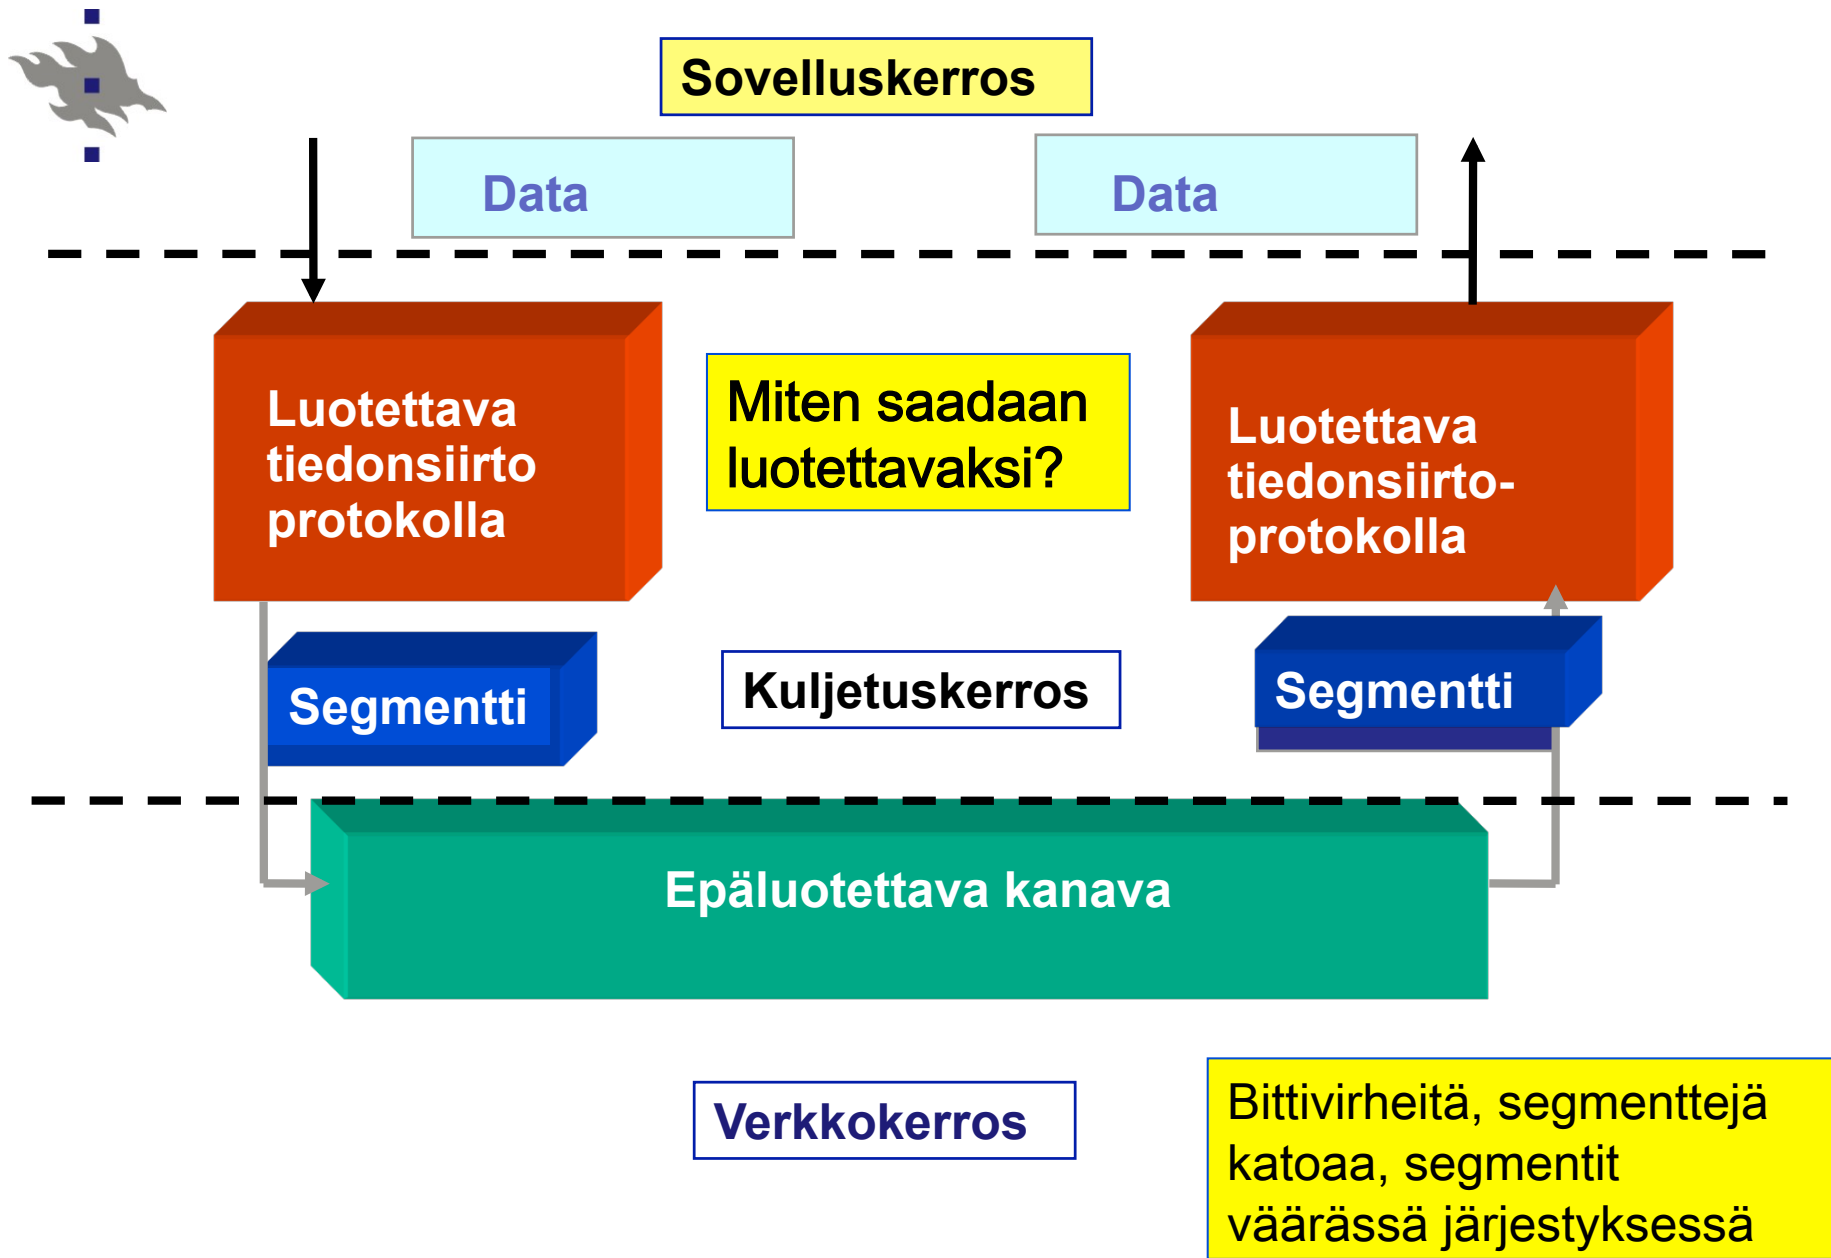 Sovelluskerros
Data
Data
Luotettava
tiedonsiirto
protokolla
Miten saadaan
luotettavaksi?
Luotettava
tiedonsiirto-
protokolla
Segmentti
Kuljetuskerros
Segmentti
Epäluotettava kanava
Verkkokerros
Bittivirheitä, segmenttejä
katoaa, segmentit
väärässä järjestyksessä